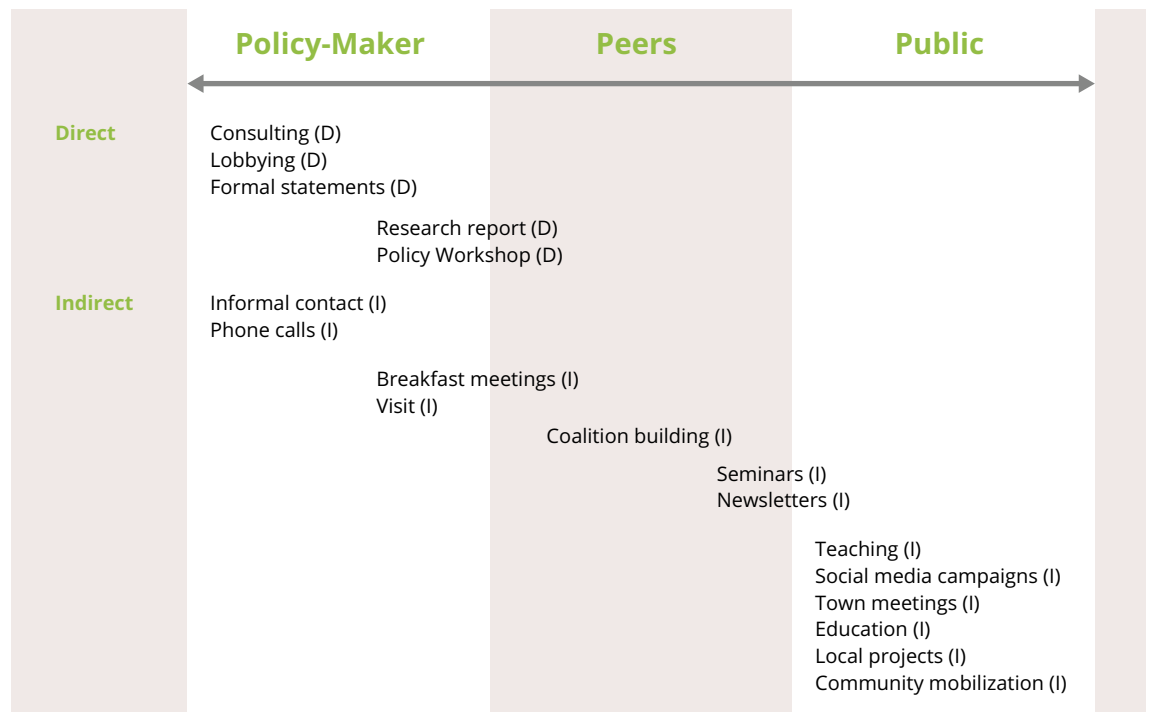 Policy-Maker Peers Public
Direct
Consulting (D)
Lobbying (D)
Formal statements (D)
Research report (D)
Policy Workshop (D)
Indirect
Informal contact (I)
Phone calls (I)
Breakfast meetings (I)
Visit (I)
Coalition building (I)
Seminars (I)
Newsletters (I)
Teaching (I)
Social media campaigns (I)
Town meetings (I)
Education (I)
Local projects (I)
Community mobilization (I)